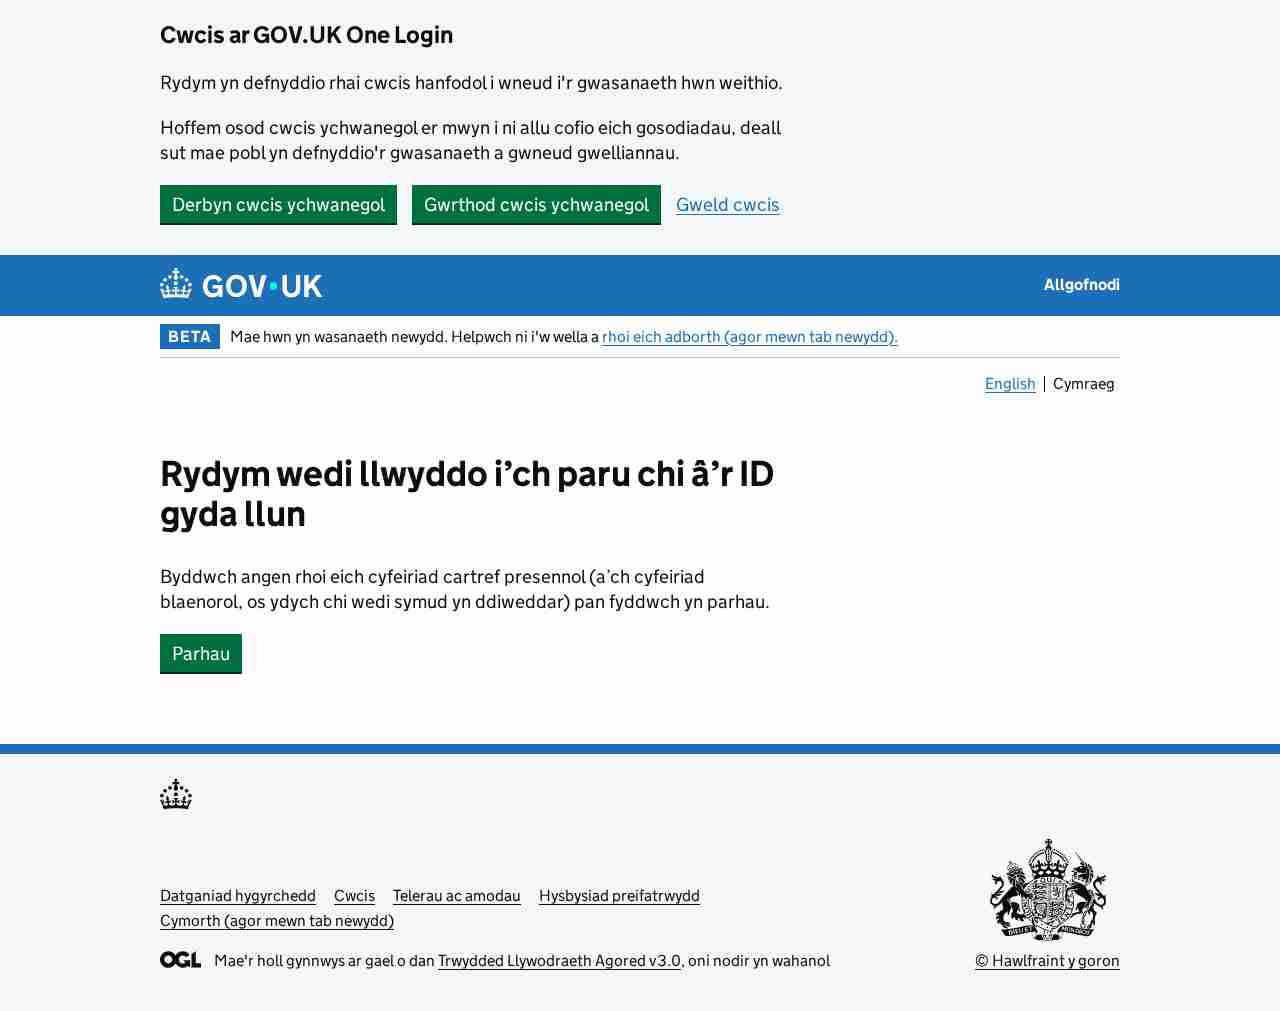 Cwcis ar GOV.UK One Login
Rydym yn defnyddio rhai cwcis hanfodol i wneud i'r gwasanaeth hwn weithio.
Hoffem osod cwcis ychwanegol er mwyn i ni allu cofio eich gosodiadau, deall
sut mae pobl yn defnyddio'r gwasanaeth a gwneud gwelliannau.
Derbyn cwcis ychwanegol Gwrthod cwcis ychwanegol Gweld cwcis
GOV•UK Allgofnodi
BETA Mae hwn yn wasanaeth newydd. Helpwch ni i'w wella a rhoi eich adborth (agor mewn tab newydd).
English Cymraeg
Rydym wedi llwyddo i’ch paru chi â’r ID
gyda llun
Byddwch angen rhoi eich cyfeiriad cartref presennol (a’ch cyfeiriad
blaenorol, os ydych chi wedi symud yn ddiweddar) pan fyddwch yn parhau.
Parhau
Datganiad hygyrchedd Cwcis Telerau ac amodau Hysbysiad preifatrwydd
Cymorth (agor mewn tab newydd)
OGL Mae'r holl gynnwys ar gael o dan Trwydded Llywodraeth Agored v3.0, oni nodir yn wahanol
© Hawlfraint y goron